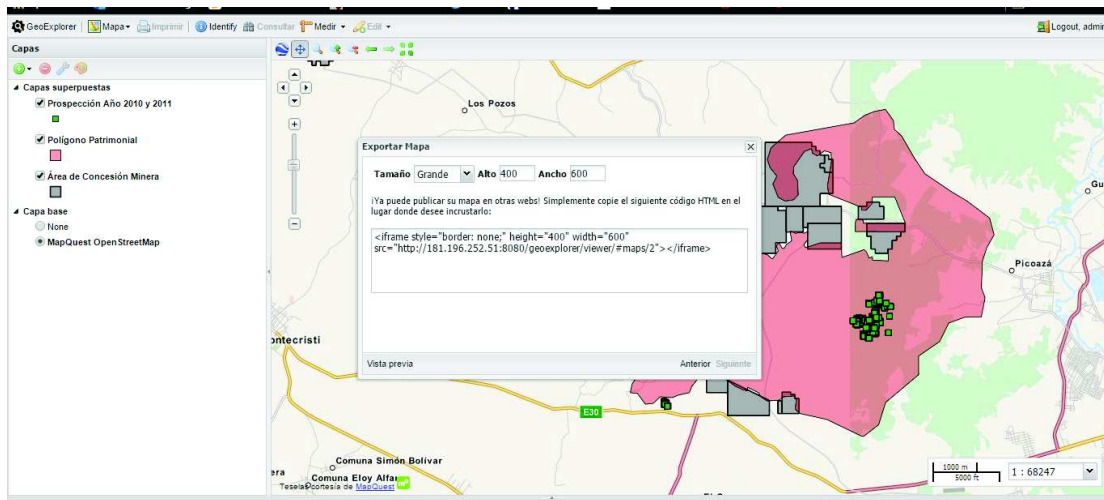 GeoExplorer Mapa Imprimir Identify Consultar Medir Edit Logout, admin
Capas
Capas superpuestas
Prospección Año 2010 y 2011
Polígono Patrimonial
Área de Concesión Minera
Capa base
None
MapQuest OpenStreetMap
Los Pozos
Exportar Mapa
Tamaño Grande Alto 400 Ancho 600
¡Ya puede publicar su mapa en otras webs! Simplemente copie el siguiente código HTML en el
lugar donde desee incrustarlo:
<iframe style="border: none;" height="400" width="600"
src="http://181.196.252.51:8080/geoexplorer/viewer/#maps/2"></iframe>
Vista previa Anterior Siguiente
Gu
Picoazá
ontecristi
E30
Comuna Simón Bolívar
era
Comuna Eloy Alfar
Teselas cortesía de MapQuest
1000 m
5000 ft
1 : 68247